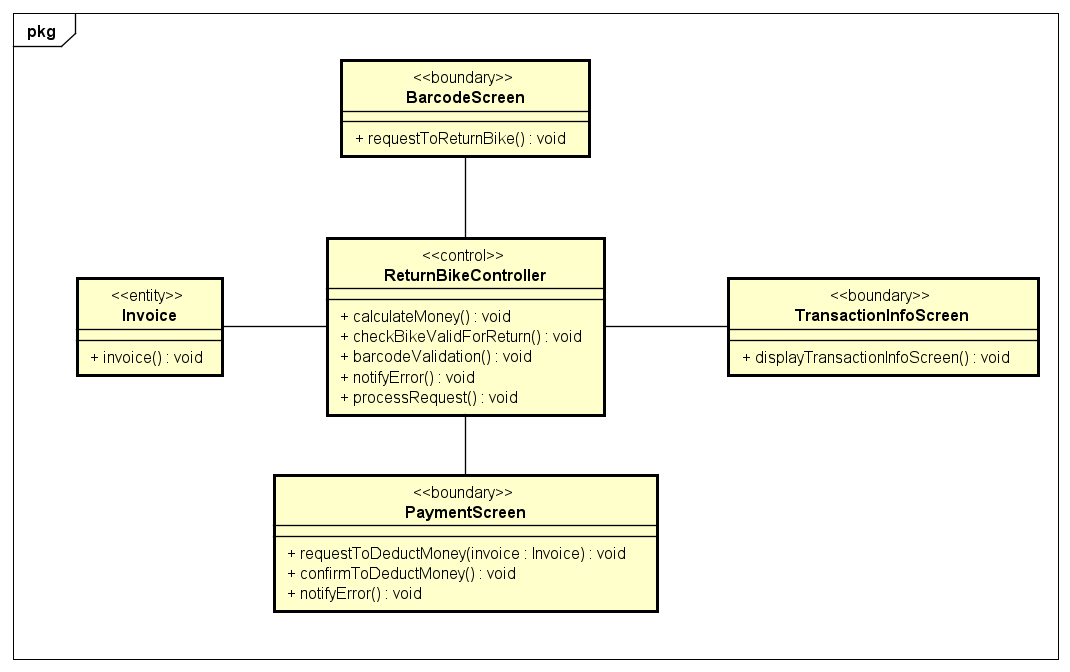 pkg
<<boundary>>
BarcodeScreen
+ requestToReturnBike() : void
<<control>>
ReturnBikeController
+ calculateMoney() : void
+ checkBikeValidForReturn() : void
+ barcodeValidation() : void
+ notifyError() : void
+ processRequest() : void
<<entity>>
Invoice
+ invoice() : void
<<boundary>>
TransactionInfoScreen
+ displayTransactionInfoScreen() : void
<<boundary>>
PaymentScreen
+ requestToDeductMoney(invoice : Invoice) : void
+ confirmToDeductMoney() : void
+ notifyError() : void